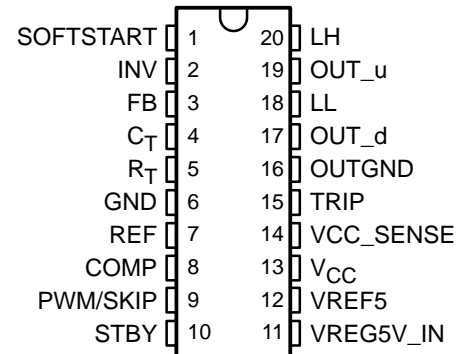 SOFTSTART 1 20 LH
INV 2 19 OUT_u
FB 3 18 LL
CT 4 17 OUT_d
RT 5 16 OUTGND
GND 6 15 TRIP
REF 7 14 VCC_SENSE
COMP 8 13 VCC
PWM/SKIP 9 12 VREF5
STBY 10 11 VREG5V_IN